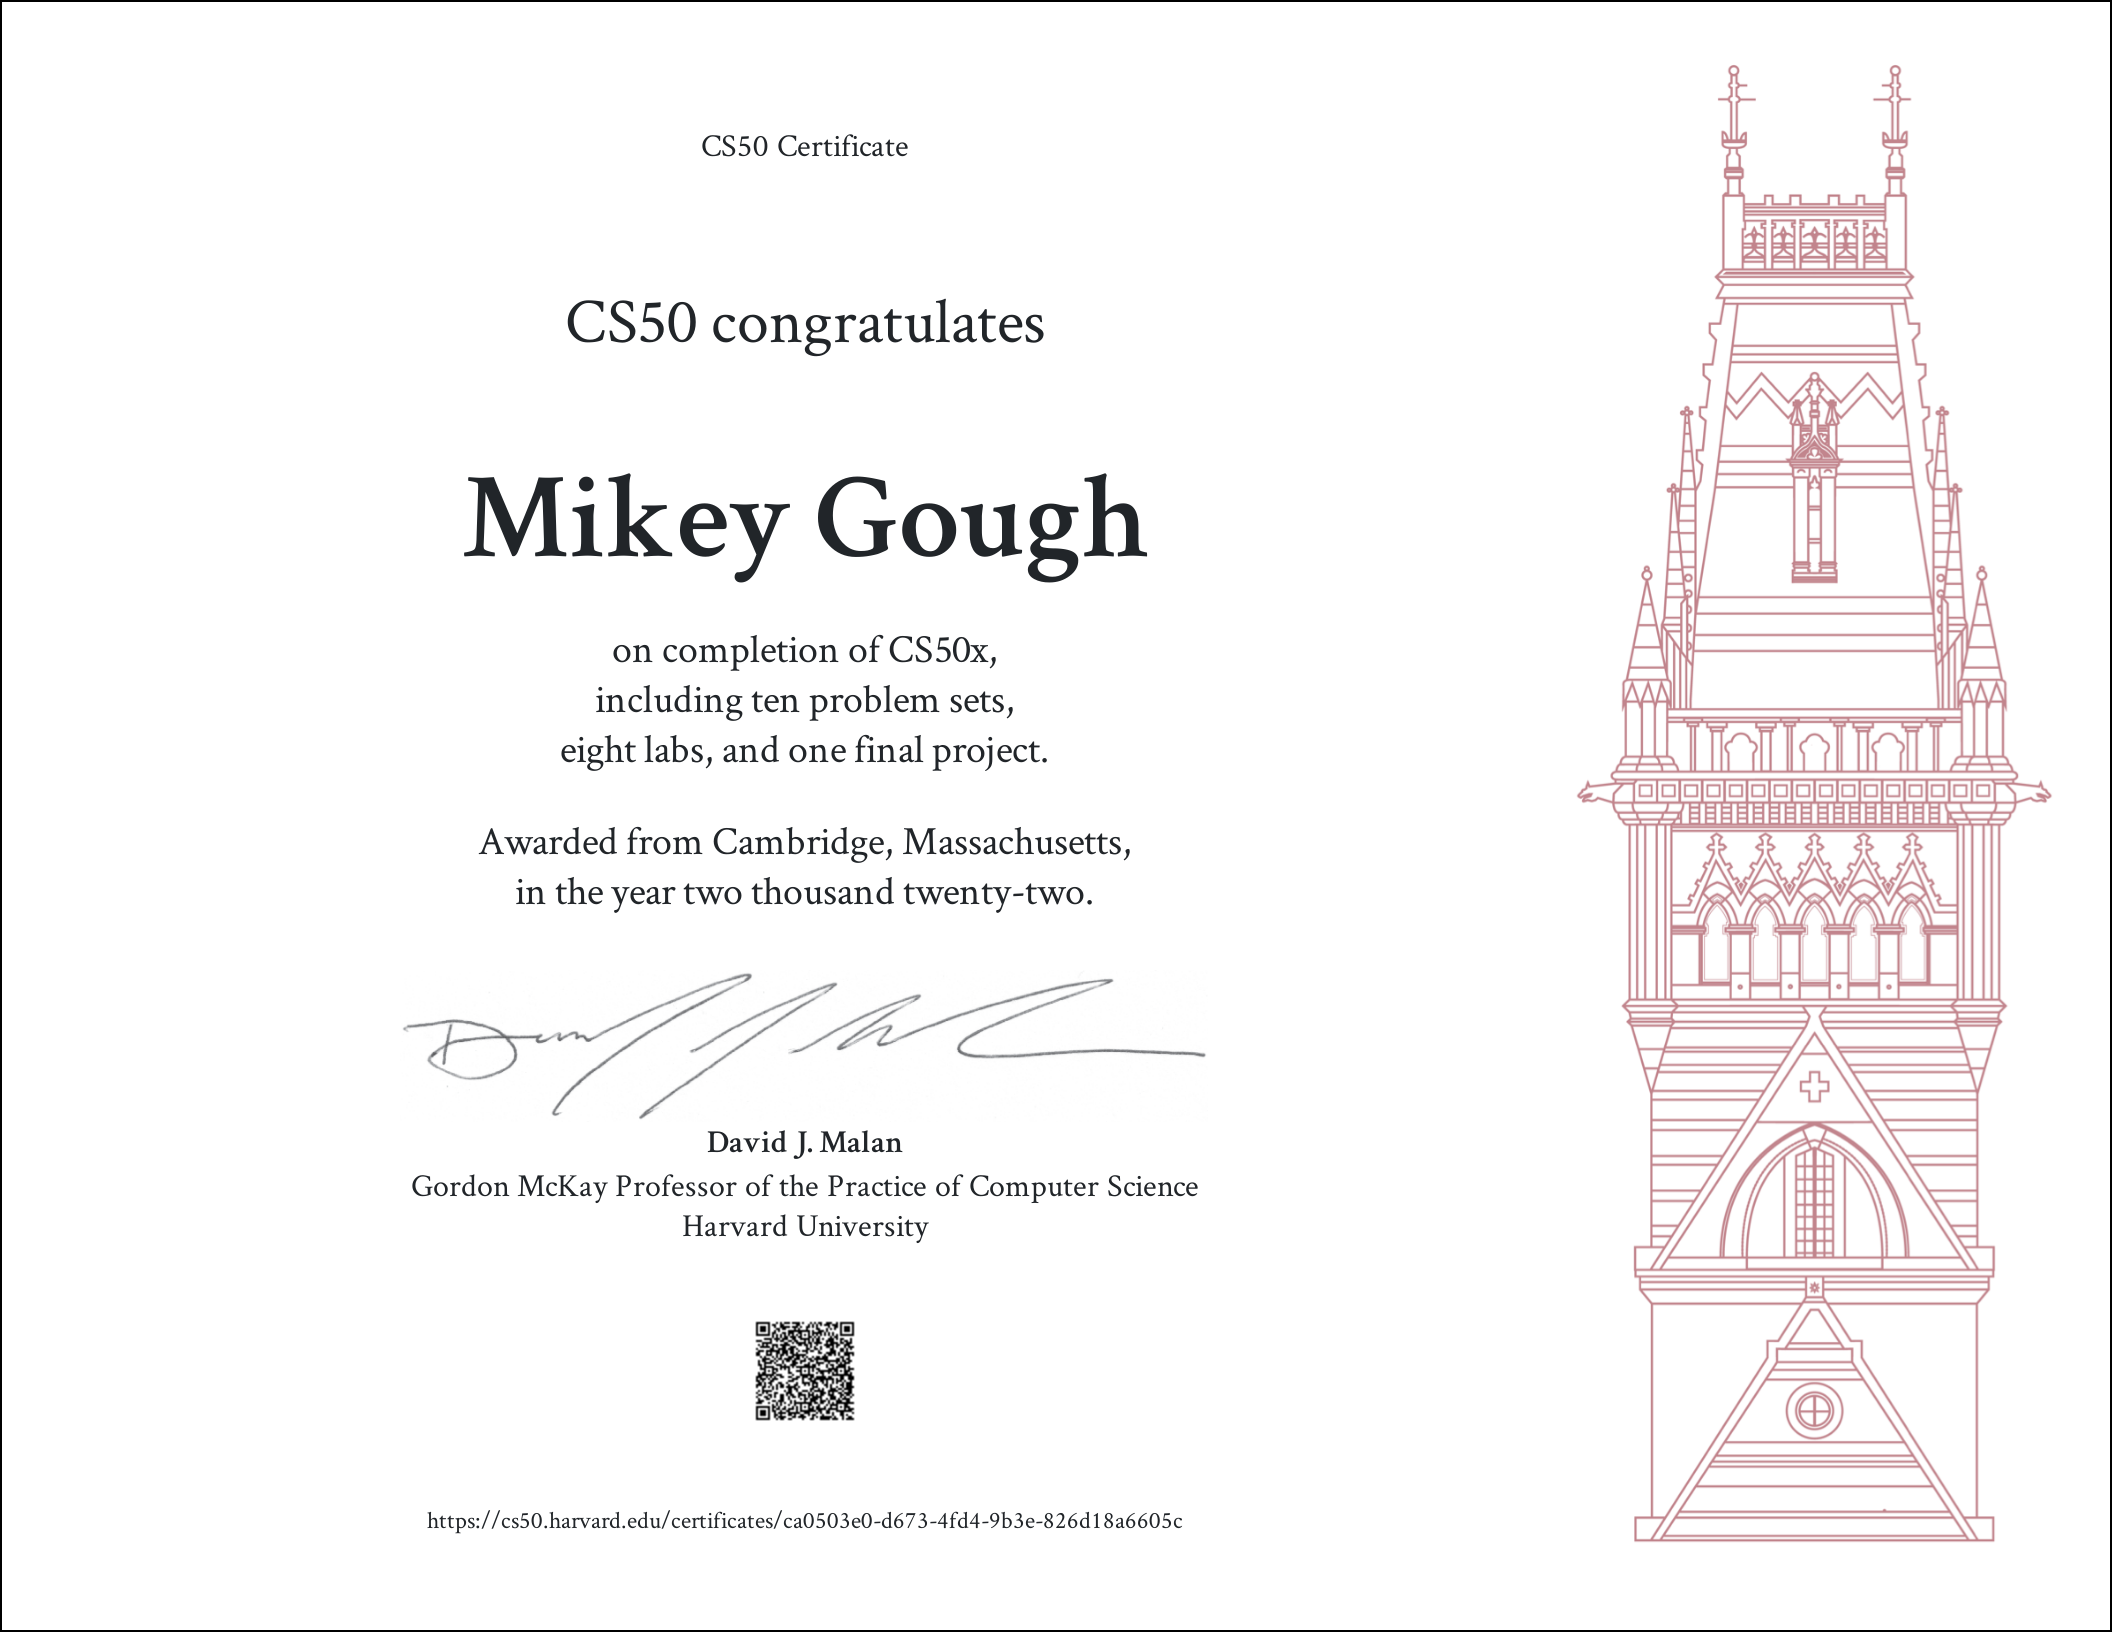 CS50 Certificate
CS50 congratulates
Mikey Gough
on completion of CS50x,
including ten problem sets,
eight labs, and one final project.
Awarded from Cambridge, Massachusetts,
in the year two thousand twenty-two.
David J. Malan
Gordon McKay Professor of the Practice of Computer Science
Harvard University
https://cs50.harvard.edu/certificates/ca0503e0-d673-4fd4-9b3e-826d18a6605c